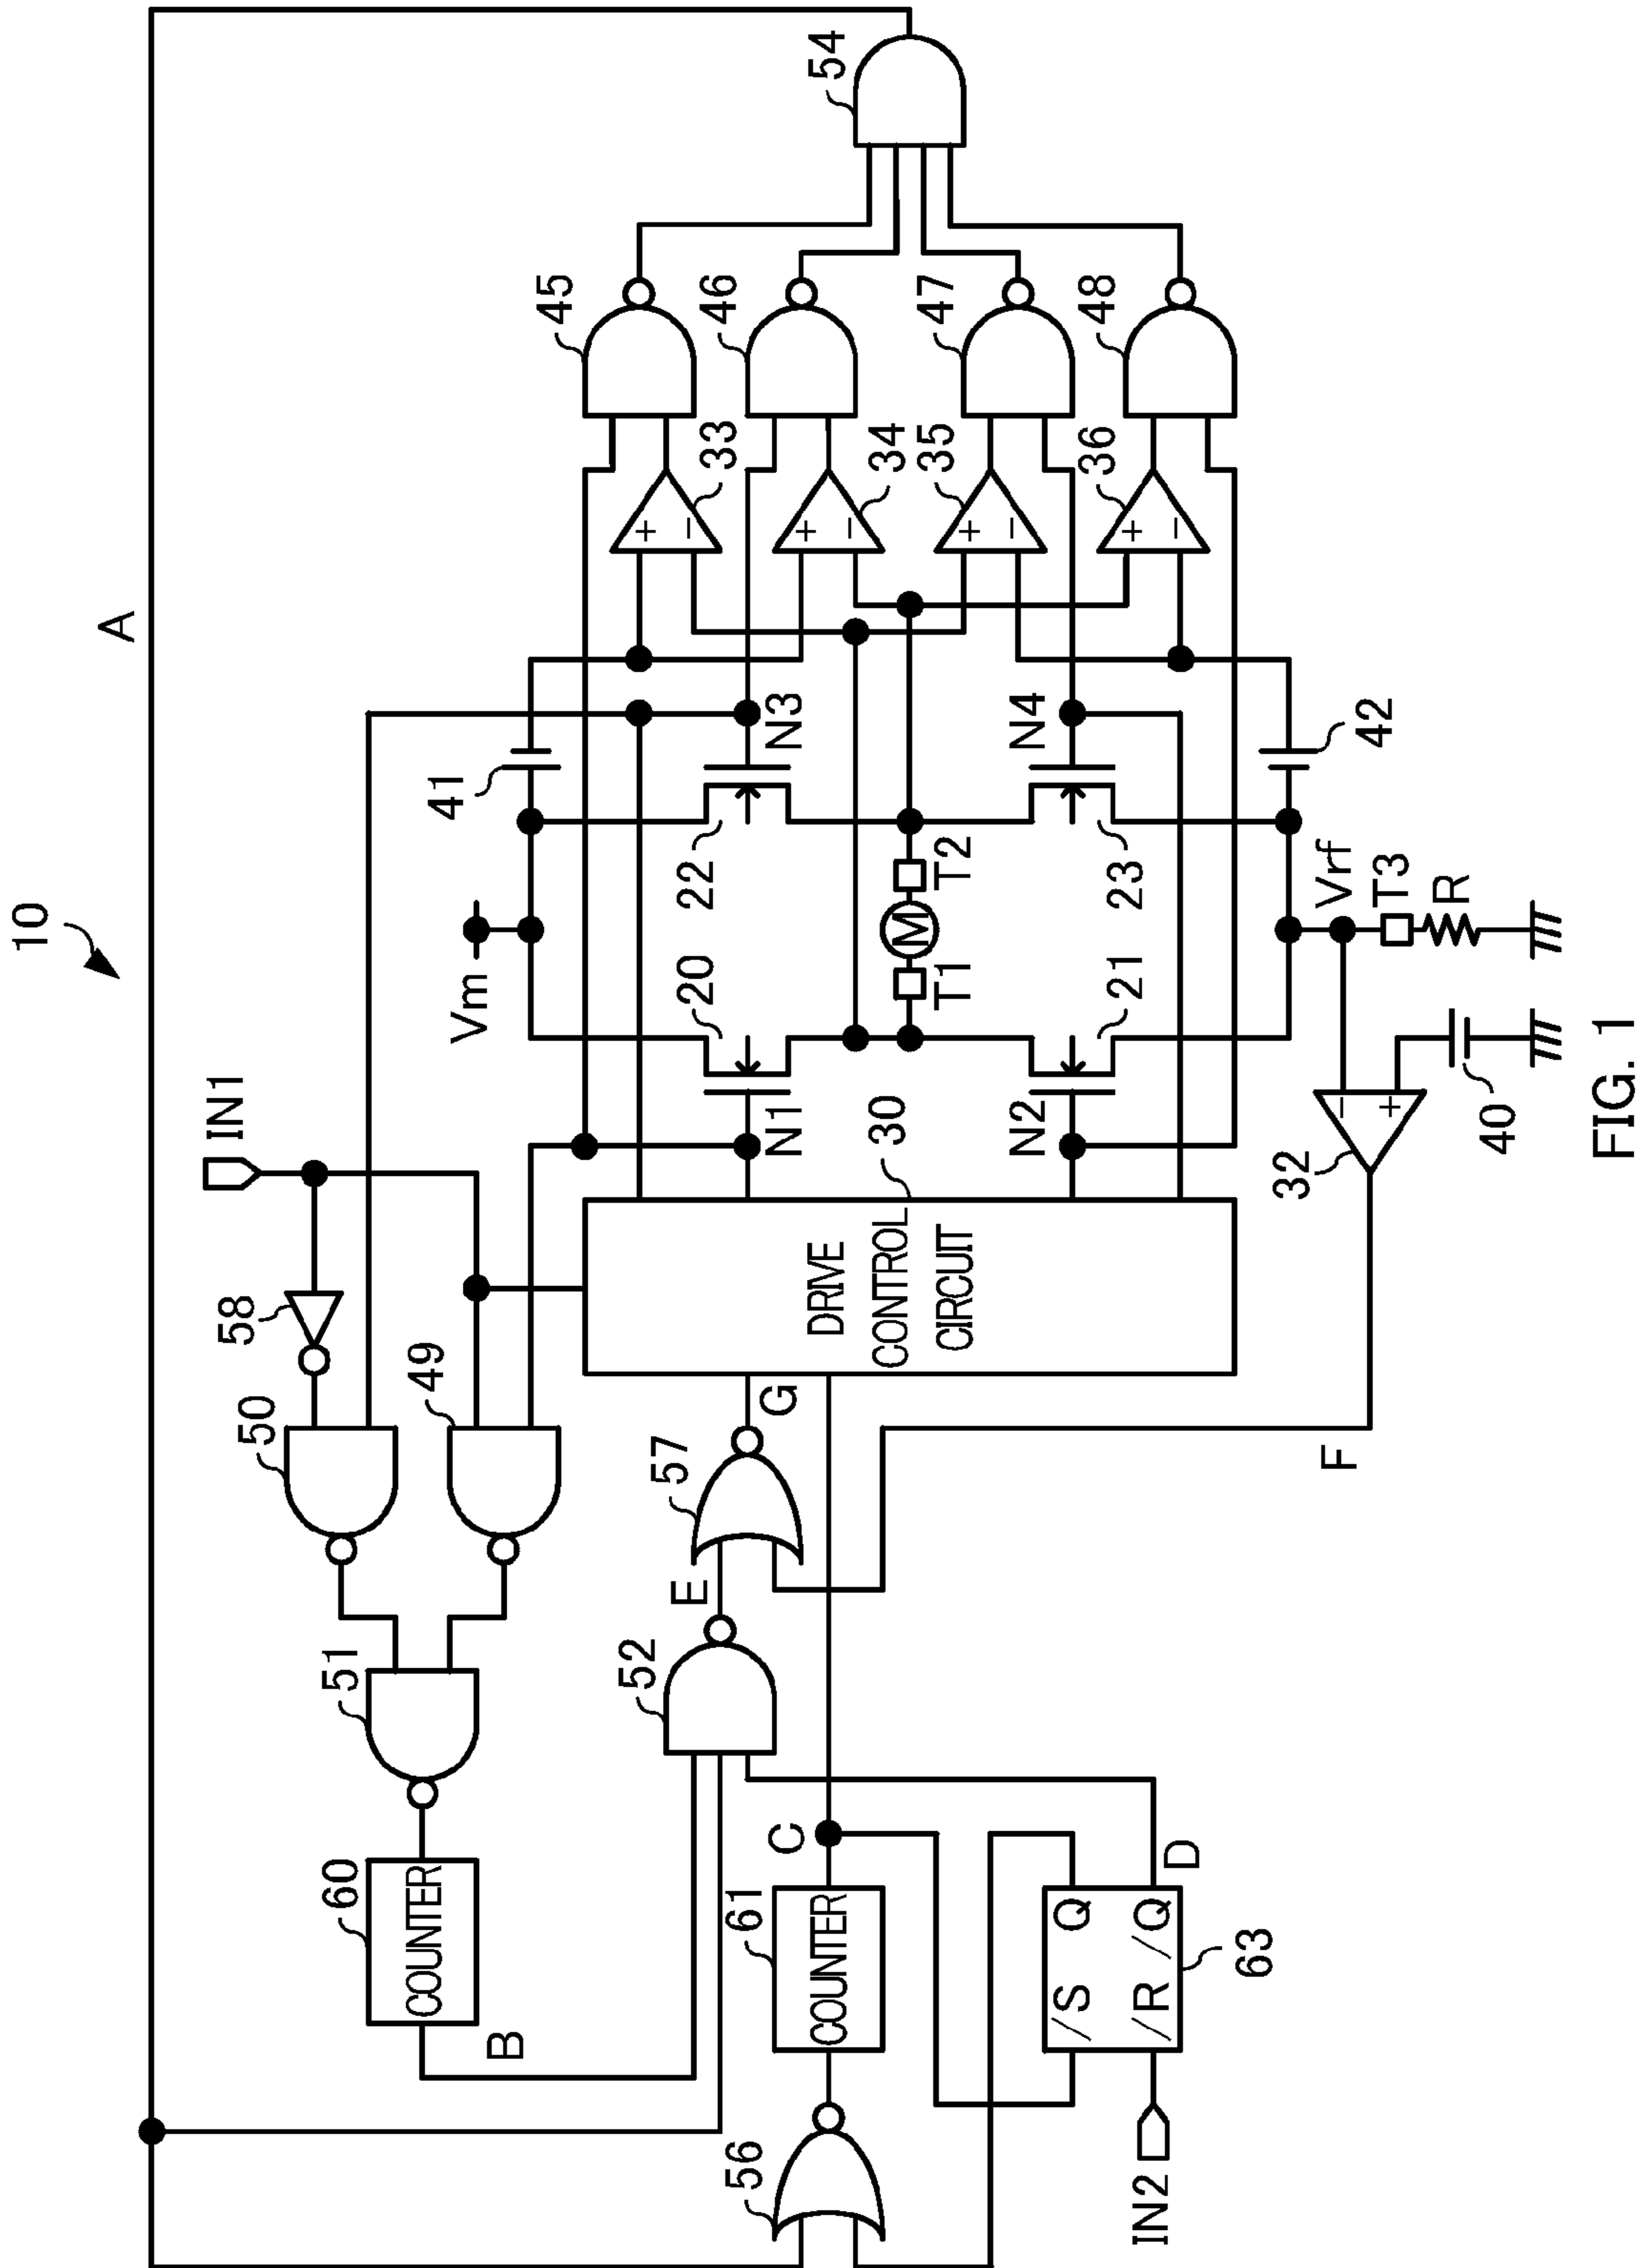 10
A
IN1
Vm
41
42
58
50
49
51
60
COUNTER
B
20
22
N1
N3
21
23
N2
N4
M
T1
T2
T3
R
Vrf
30
DRIVE
CONTROL
CIRCUIT
33
34
35
36
+
−
+
−
+
−
+
−
45
46
47
48
54
57
G
E
52
F
32
−
+
40
C
61
COUNTER
56
D
/S
Q
/R
/Q
63
IN2
FIG. 1